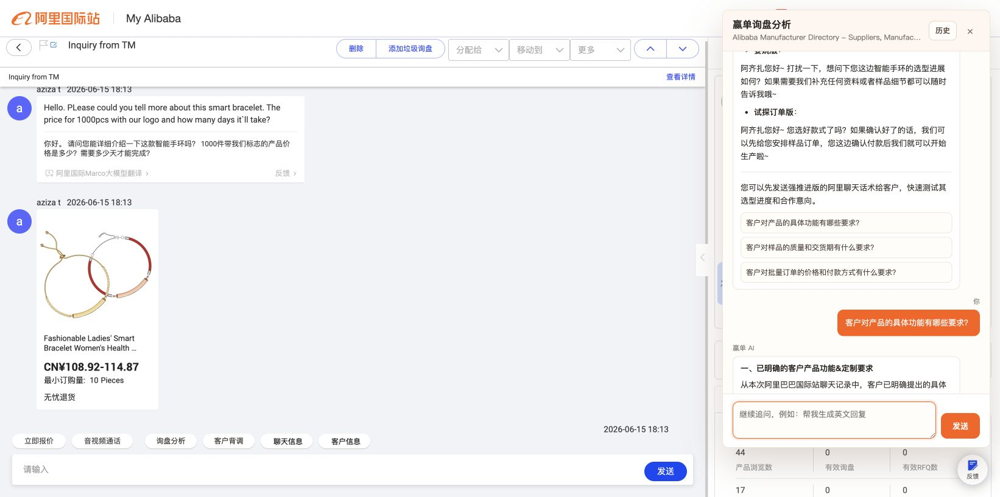 阿里国际站
My Alibaba
Inquiry from TM
删除
添加垃圾询盘
分配给
移动到
更多
Inquiry from TM
查看详情
aziza t 2026-06-15 18:13
a
Hello. PLease could you tell more about this smart bracelet. The
price for 1000pcs with our logo and how many days it`ll take?
你好。 请问您能详细介绍一下这款智能手环吗? 1000件带我们标志的产品价
格是多少? 需要多少天才能完成?
阿里国际Marco大模型翻译
反馈
aziza t 2026-06-15 18:13
a
Fashionable Ladies' Smart
Bracelet Women's Health ...
CN¥108.92-114.87
最小订购量: 10 Pieces
无忧退货
2026-06-15 18:13
立即报价
音视频通话
询盘分析
客户背调
聊天信息
客户信息
请输入
发送
赢单询盘分析
Alibaba Manufacturer Directory – Suppliers, Manufac...
历史
×
阿齐扎您好~ 打扰一下，想问下您这边智能手环的选型进展
如何？如果需要我们补充任何资料或者样品细节都可以随时
告诉我哦~
• 试探订单版：
阿齐扎您好~ 您选好款式了吗？如果确认好了的话，我们可
以先给您安排样品订单，您这边确认付款后我们就可以开始
生产啦~
您可以先发送强推进版的阿里聊天话术给客户，快速测试其
选型进度和合作意向。
客户对产品的具体功能有哪些要求？
客户对样品的质量和交货期有什么要求？
客户对批量订单的价格和付款方式有什么要求？
你
客户对产品的具体功能有哪些要求？
赢单 AI
一、已明确的客户产品功能&定制要求
从本次阿里巴巴国际站聊天记录中，客户已明确提出的具体
继续追问，例如：帮我生成英文回复
发送
44
0
0
产品浏览数
有效询盘
有效RFQ数
17
0
0
反馈